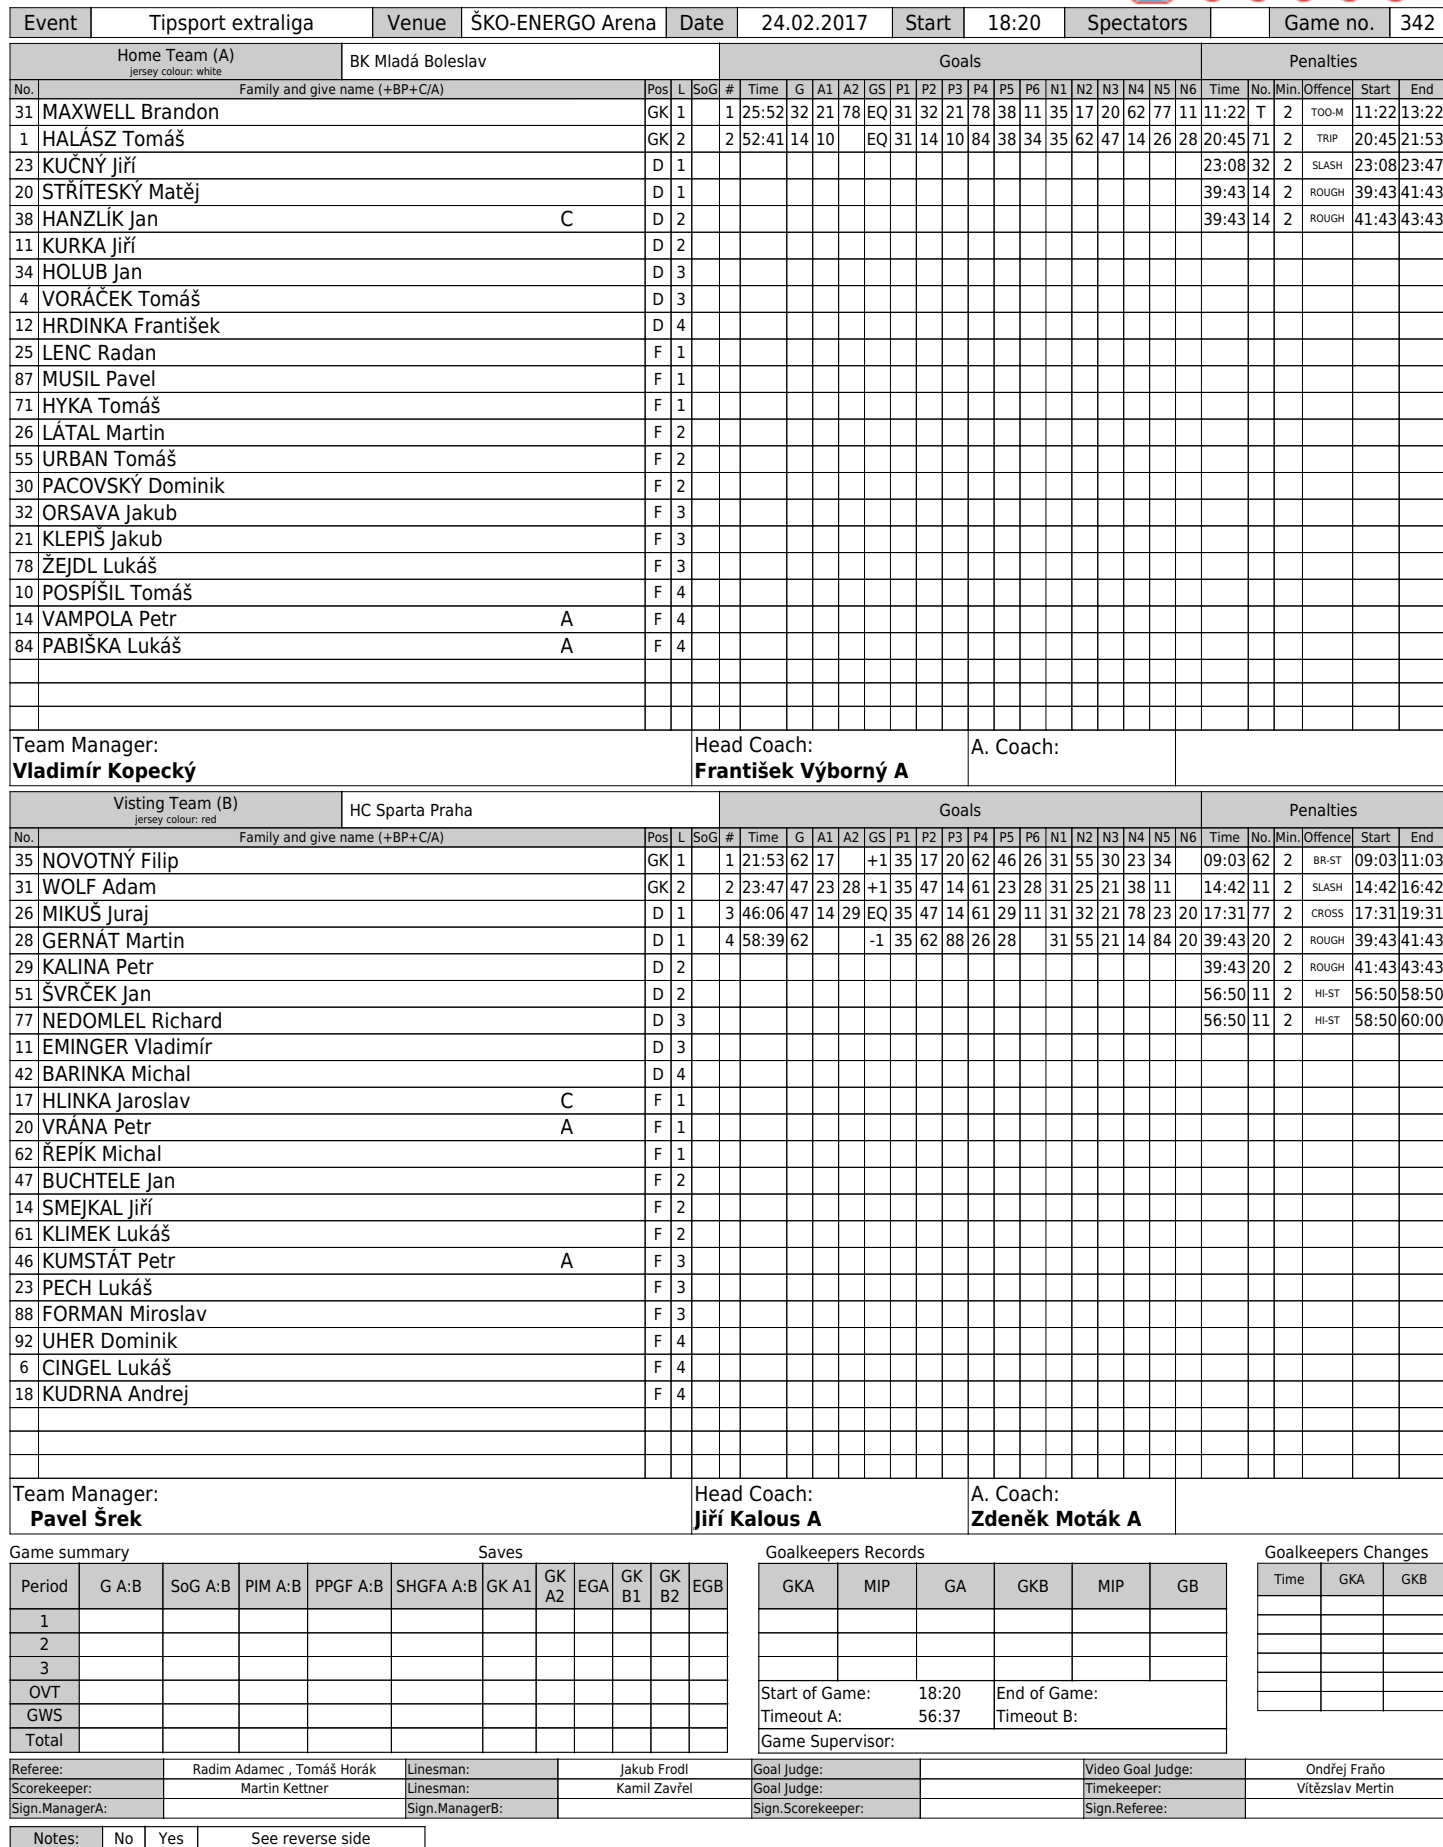 Event Tipsport extraliga Venue ŠKO-ENERGO Arena Date 24.02.2017 Start 18:20 Spectators Game no. 342
Home Team (A) BK Mladá Boleslav Goals Penalties
jersey colour: white
No. Family and give name (+BP+C/A) Pos L SoG # Time G A1 A2 GS P1 P2 P3 P4 P5 P6 N1 N2 N3 N4 N5 N6 Time No. Min. Offence Start End
31 MAXWELL Brandon GK 1 1 25:52 32 21 78 EQ 31 32 21 78 38 11 35 17 20 62 77 11 11:22 T 2 TOO-M 11:22 13:22
1 HALÁSZ Tomáš GK 2 2 52:41 14 10 EQ 31 14 10 84 38 34 35 62 47 14 26 28 20:45 71 2 TRIP 20:45 21:53
23 KUČNÝ Jiří D 1 23:08 32 2 SLASH 23:08 23:47
20 STŘÍTESKÝ Matěj D 1 39:43 14 2 ROUGH 39:43 41:43
38 HANZLÍK Jan C D 2 39:43 14 2 ROUGH 41:43 43:43
11 KURKA Jiří D 2
34 HOLUB Jan D 3
4 VORÁČEK Tomáš D 3
12 HRDINKA František D 4
25 LENC Radan F 1
87 MUSIL Pavel F 1
71 HYKA Tomáš F 1
26 LÁTAL Martin F 2
55 URBAN Tomáš F 2
30 PACOVSKÝ Dominik F 2
32 ORSAVA Jakub F 3
21 KLEPIŠ Jakub F 3
78 ŽEJDL Lukáš F 3
10 POSPÍŠIL Tomáš F 4
14 VAMPOLA Petr A F 4
84 PABIŠKA Lukáš A F 4
Team Manager: Head Coach: A. Coach:
Vladimír Kopecký František Výborný A
Visting Team (B) HC Sparta Praha Goals Penalties
jersey colour: red
No. Family and give name (+BP+C/A) Pos L SoG # Time G A1 A2 GS P1 P2 P3 P4 P5 P6 N1 N2 N3 N4 N5 N6 Time No. Min. Offence Start End
35 NOVOTNÝ Filip GK 1 1 21:53 62 17 +1 35 17 20 62 46 26 31 55 30 23 34 09:03 62 2 BR-ST 09:03 11:03
31 WOLF Adam GK 2 2 23:47 47 23 28 +1 35 47 14 61 23 28 31 25 21 38 11 14:42 11 2 SLASH 14:42 16:42
26 MIKUŠ Juraj D 1 3 46:06 47 14 29 EQ 35 47 14 61 29 11 31 32 21 78 23 20 17:31 77 2 CROSS 17:31 19:31
28 GERNÁT Martin D 1 4 58:39 62 -1 35 62 88 26 28 31 55 21 14 84 20 39:43 20 2 ROUGH 39:43 41:43
29 KALINA Petr D 2 39:43 20 2 ROUGH 41:43 43:43
51 ŠVRČEK Jan D 2 56:50 11 2 HI-ST 56:50 58:50
77 NEDOMLEL Richard D 3 56:50 11 2 HI-ST 58:50 60:00
11 EMINGER Vladimír D 3
42 BARINKA Michal D 4
17 HLINKA Jaroslav C F 1
20 VRÁNA Petr A F 1
62 ŘEPÍK Michal F 1
47 BUCHTELE Jan F 2
14 SMEJKAL Jiří F 2
61 KLIMEK Lukáš F 2
46 KUMSTÁT Petr A F 3
23 PECH Lukáš F 3
88 FORMAN Miroslav F 3
92 UHER Dominik F 4
6 CINGEL Lukáš F 4
18 KUDRNA Andrej F 4
Team Manager: Head Coach: A. Coach:
Pavel Šrek Jiří Kalous A Zdeněk Moták A
Game summary Saves Goalkeepers Records Goalkeepers Changes
Period G A:B SoG A:B PIM A:B PPGF A:B SHGFA A:B GK A1 GK A2 EGA GK B1 GK B2 EGB GKA MIP GA GKB MIP GB Time GKA GKB
1
2
3
OVT Start of Game: 18:20 End of Game:
GWS Timeout A: 56:37 Timeout B:
Total Game Supervisor:
Referee: Radim Adamec , Tomáš Horák Linesman: Jakub Frodl Goal Judge: Video Goal Judge: Ondřej Fraňo
Scorekeeper: Martin Kettner Linesman: Kamil Zavřel Goal Judge: Timekeeper: Vítězslav Mertin
Sign.ManagerA: Sign.ManagerB: Sign.Scorekeeper: Sign.Referee:
Notes: No Yes See reverse side